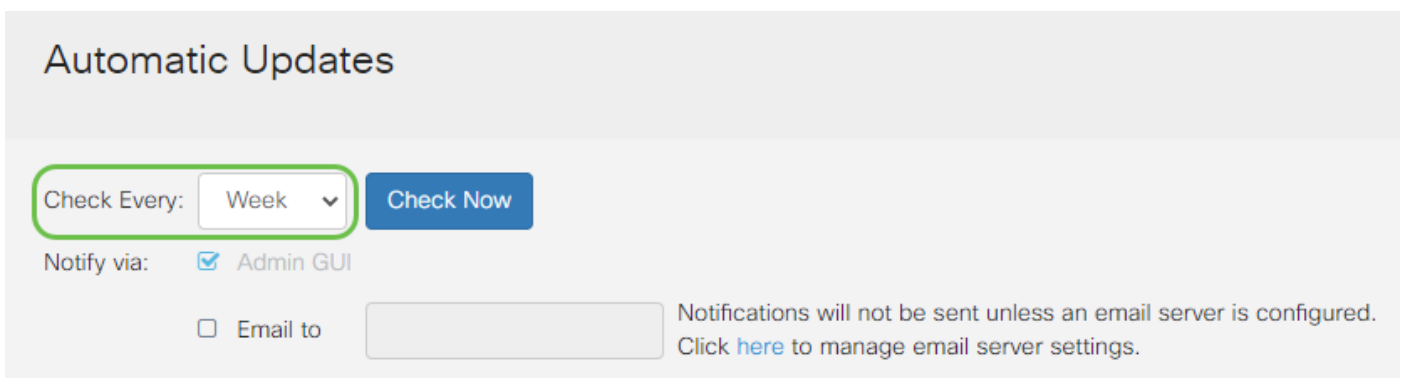 Automatic Updates
Check Every: Week Check Now
Notify via: Admin GUI
Email to
Notifications will not be sent unless an email server is configured.
Click here to manage email server settings.